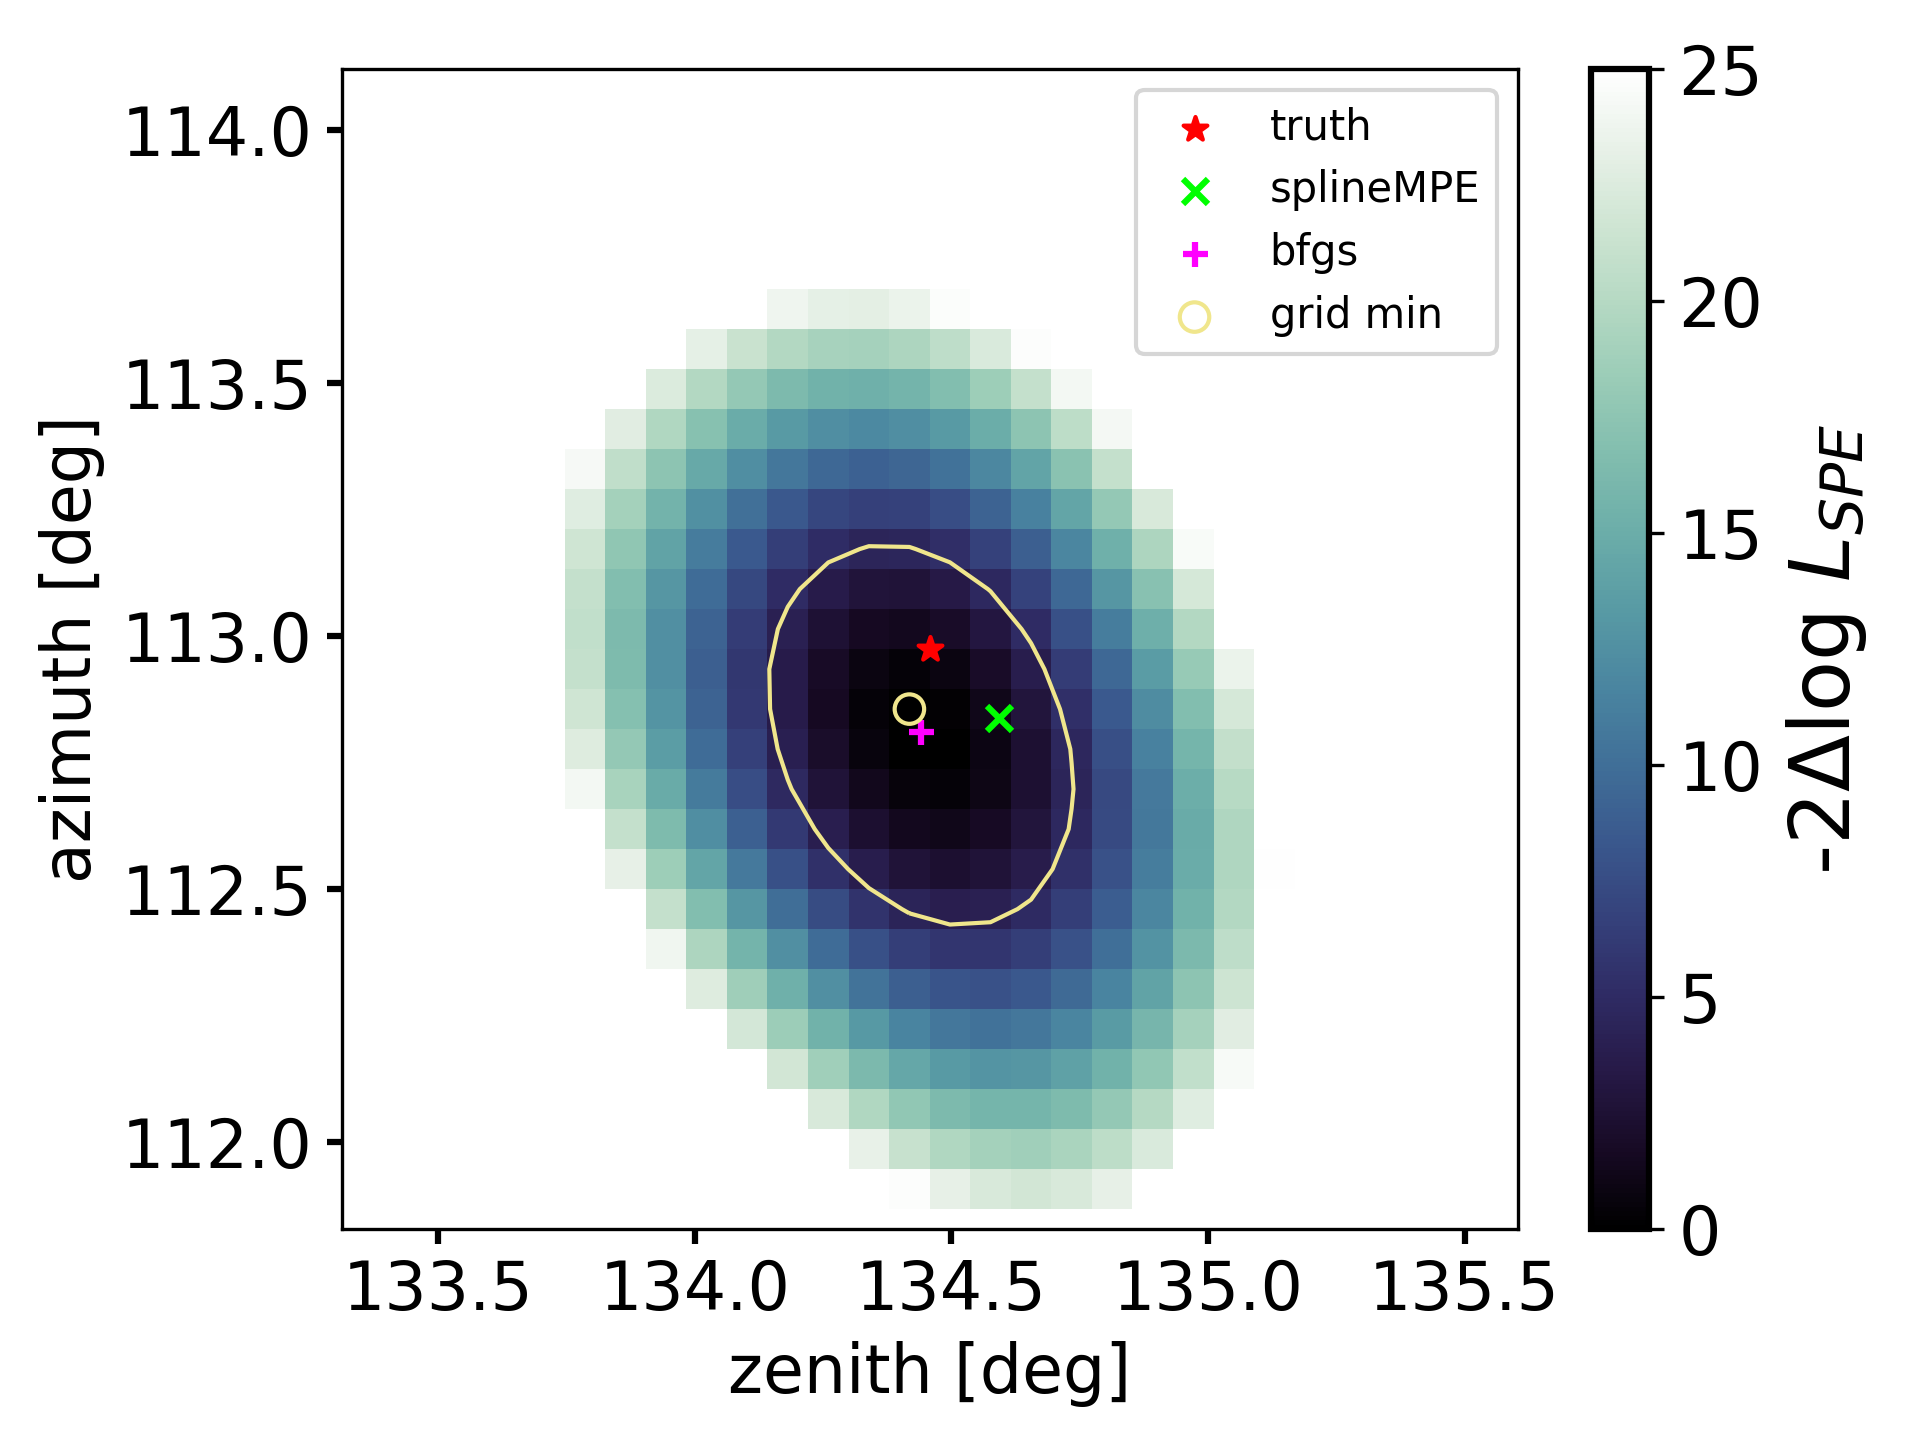 truth
splineMPE
bfgs
grid min
114.0
113.5
113.0
112.5
112.0
azimuth [deg]
133.5 134.0 134.5 135.0 135.5
zenith [deg]
25
20
15
10
5
0
-2Δlog L_SPE